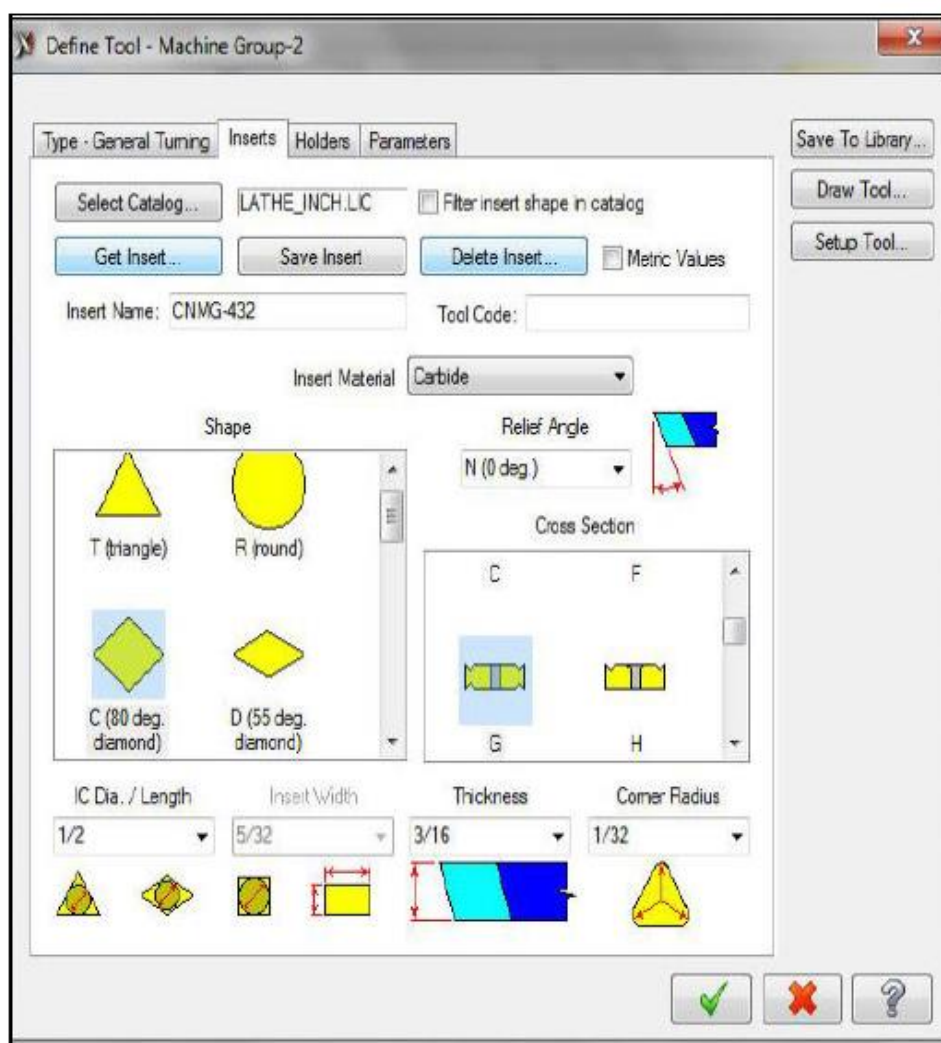 Define Tool - Machine Group-2
Type - General Turning Inserts Holders Parameters
Save To Library...
Draw Tool...
Setup Tool...
Select Catalog... LATHE_INCH.LIC Filter insert shape in catalog
Get Insert... Save Insert Delete Insert... Metric Values
Insert Name: CNMG-432 Tool Code:
Insert Material Carbide
Shape
T (triangle) R (round)
C (80 deg. diamond) D (55 deg. diamond)
Relief Angle
N (0 deg.)
Cross Section
C F
G H
IC Dia. / Length Insert Width Thickness Corner Radius
1/2 5/32 3/16 1/32